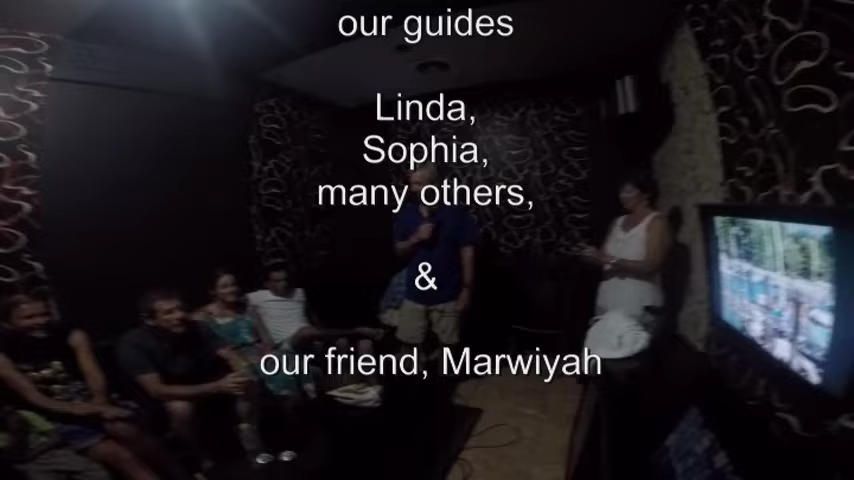 our guides
Linda,
Sophia,
many others,
&
our friend, Marwiyah